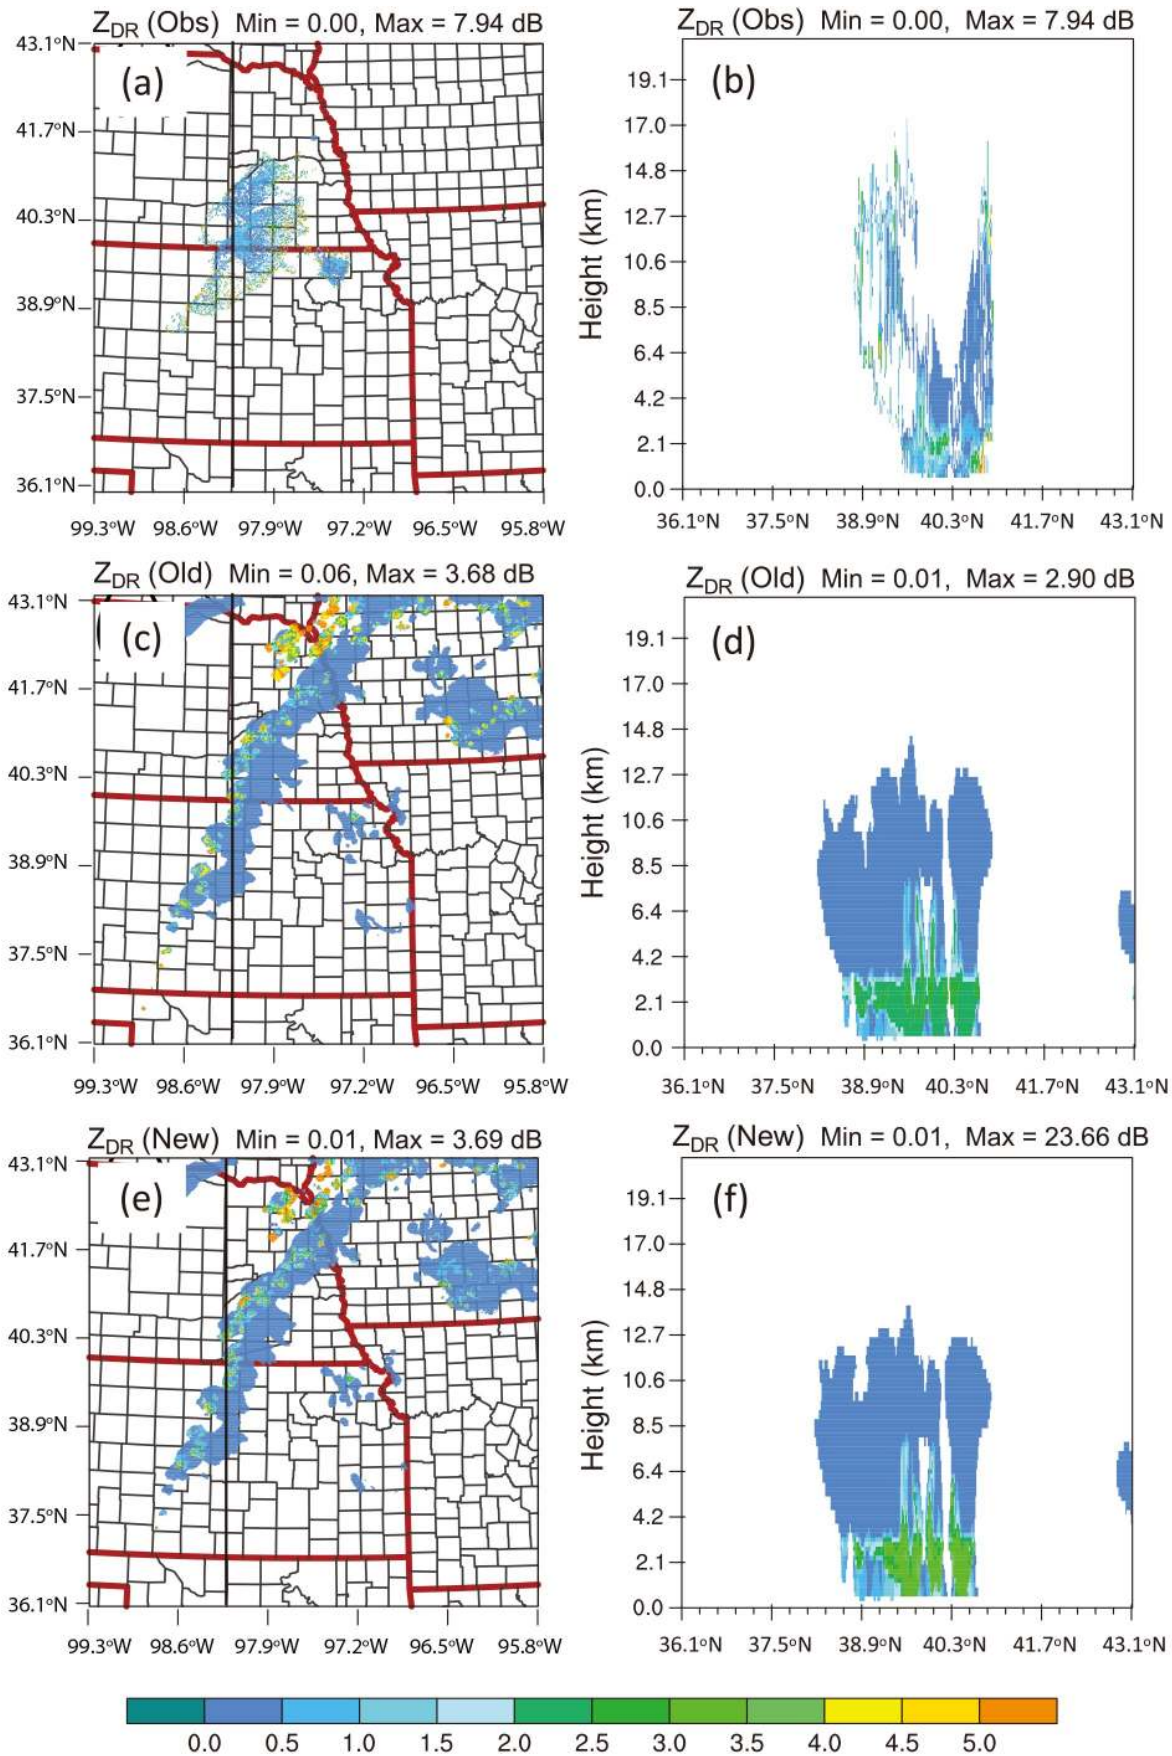 Z_DR (Obs) Min = 0.00, Max = 7.94 dB
(a)
43.1°N
41.7°N
40.3°N
38.9°N
37.5°N
36.1°N
99.3°W 98.6°W 97.9°W 97.2°W 96.5°W 95.8°W
Z_DR (Obs) Min = 0.00, Max = 7.94 dB
(b)
Height (km)
19.1
17.0
14.8
12.7
10.6
8.5
6.4
4.2
2.1
0.0
36.1°N 37.5°N 38.9°N 40.3°N 41.7°N 43.1°N
Z_DR (Old) Min = 0.06, Max = 3.68 dB
(c)
43.1°N
41.7°N
40.3°N
38.9°N
37.5°N
36.1°N
99.3°W 98.6°W 97.9°W 97.2°W 96.5°W 95.8°W
Z_DR (Old) Min = 0.01, Max = 2.90 dB
(d)
Height (km)
19.1
17.0
14.8
12.7
10.6
8.5
6.4
4.2
2.1
0.0
36.1°N 37.5°N 38.9°N 40.3°N 41.7°N 43.1°N
Z_DR (New) Min = 0.01, Max = 3.69 dB
(e)
43.1°N
41.7°N
40.3°N
38.9°N
37.5°N
36.1°N
99.3°W 98.6°W 97.9°W 97.2°W 96.5°W 95.8°W
Z_DR (New) Min = 0.01, Max = 23.66 dB
(f)
Height (km)
19.1
17.0
14.8
12.7
10.6
8.5
6.4
4.2
2.1
0.0
36.1°N 37.5°N 38.9°N 40.3°N 41.7°N 43.1°N
0.0 0.5 1.0 1.5 2.0 2.5 3.0 3.5 4.0 4.5 5.0